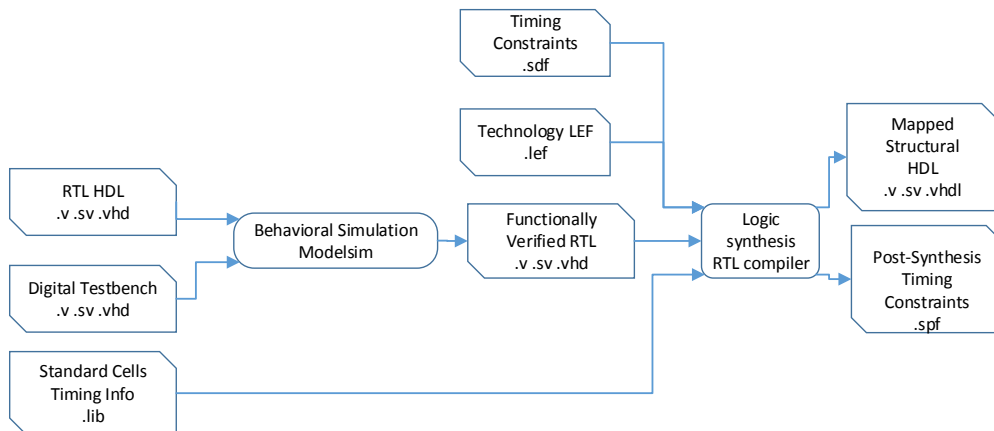 Timing
Constraints
.sdf
Technology LEF
.lef
Mapped
Structural
HDL
.v .sv .vhdl
RTL HDL
.v .sv .vhd
Behavioral Simulation
Modelsim
Functionally
Verified RTL
.v .sv .vhd
Logic
synthesis
RTL compiler
Digital Testbench
.v .sv .vhd
Post-Synthesis
Timing
Constraints
.spf
Standard Cells
Timing Info
.lib